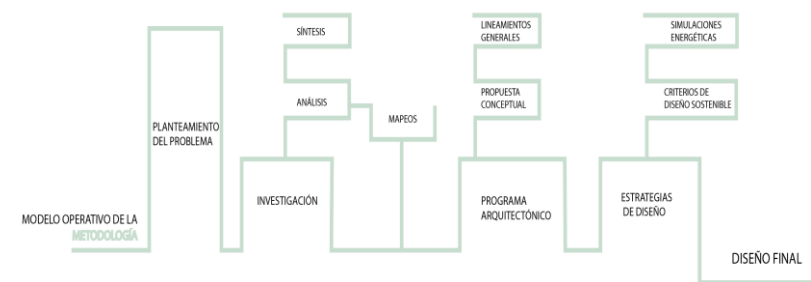 MODELO OPERATIVO DE LA
METODOLOGÍA
PLANTEAMIENTO
DEL PROBLEMA
SÍNTESIS
ANÁLISIS
MAPEOS
INVESTIGACIÓN
LINEAMIENTOS
GENERALES
PROPUESTA
CONCEPTUAL
PROGRAMA
ARQUITECTÓNICO
SIMULACIONES
ENERGÉTICAS
CRITERIOS DE
DISEÑO SOSTENIBLE
ESTRATEGIAS
DE DISEÑO
DISEÑO FINAL